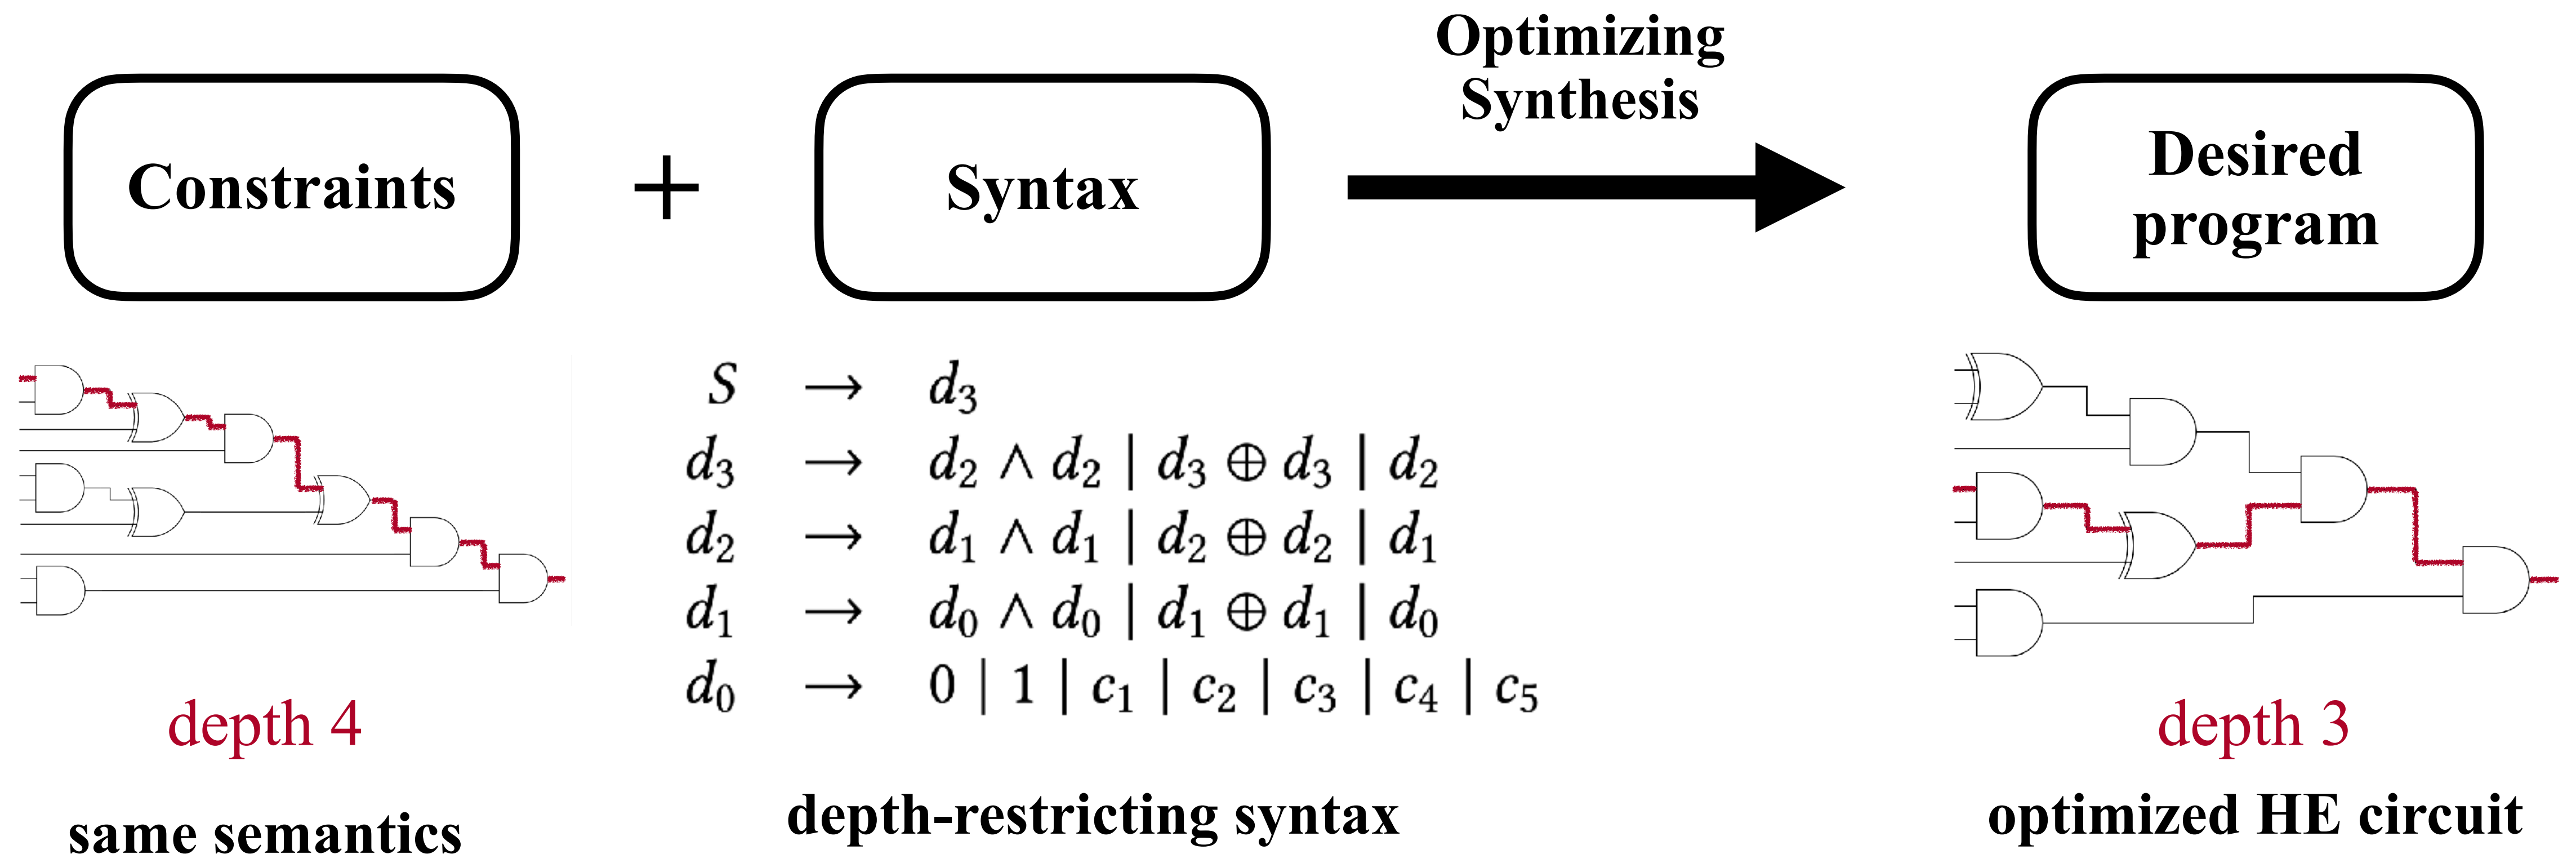 Optimizing
Synthesis
Constraints
+
Syntax
Desired
program
S → d₃
d₃ → d₂ ∧ d₂ | d₃ ⊕ d₃ | d₂
d₂ → d₁ ∧ d₁ | d₂ ⊕ d₂ | d₁
d₁ → d₀ ∧ d₀ | d₁ ⊕ d₁ | d₀
d₀ → 0 | 1 | c₁ | c₂ | c₃ | c₄ | c₅
depth 4
same semantics
depth-restricting syntax
depth 3
optimized HE circuit